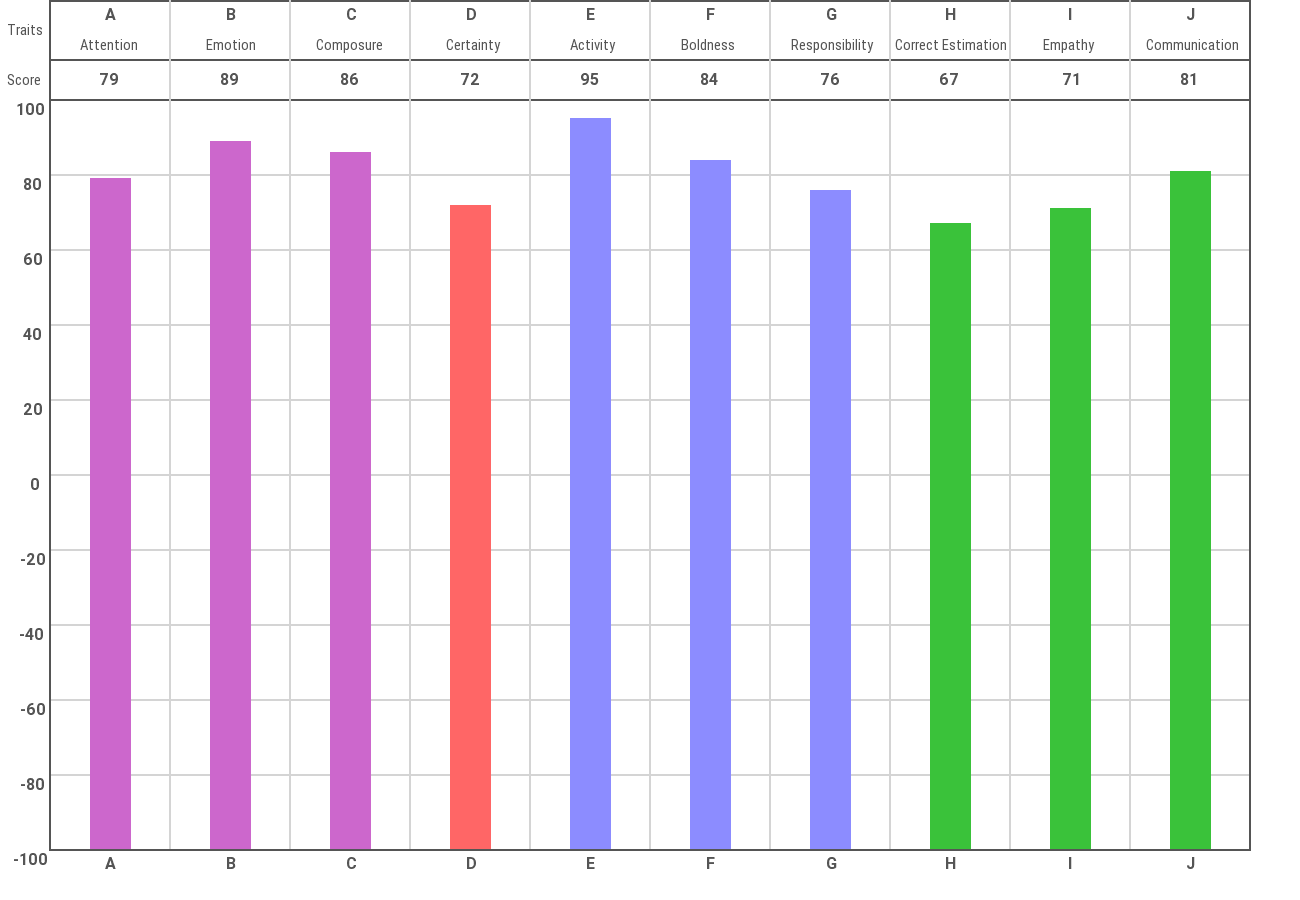 Traits A B C D E F G H I J
Attention Emotion Composure Certainty Activity Boldness Responsibility Correct Estimation Empathy Communication
Score 79 89 86 72 95 84 76 67 71 81
100
80
60
40
20
0
-20
-40
-60
-80
-100
A B C D E F G H I J